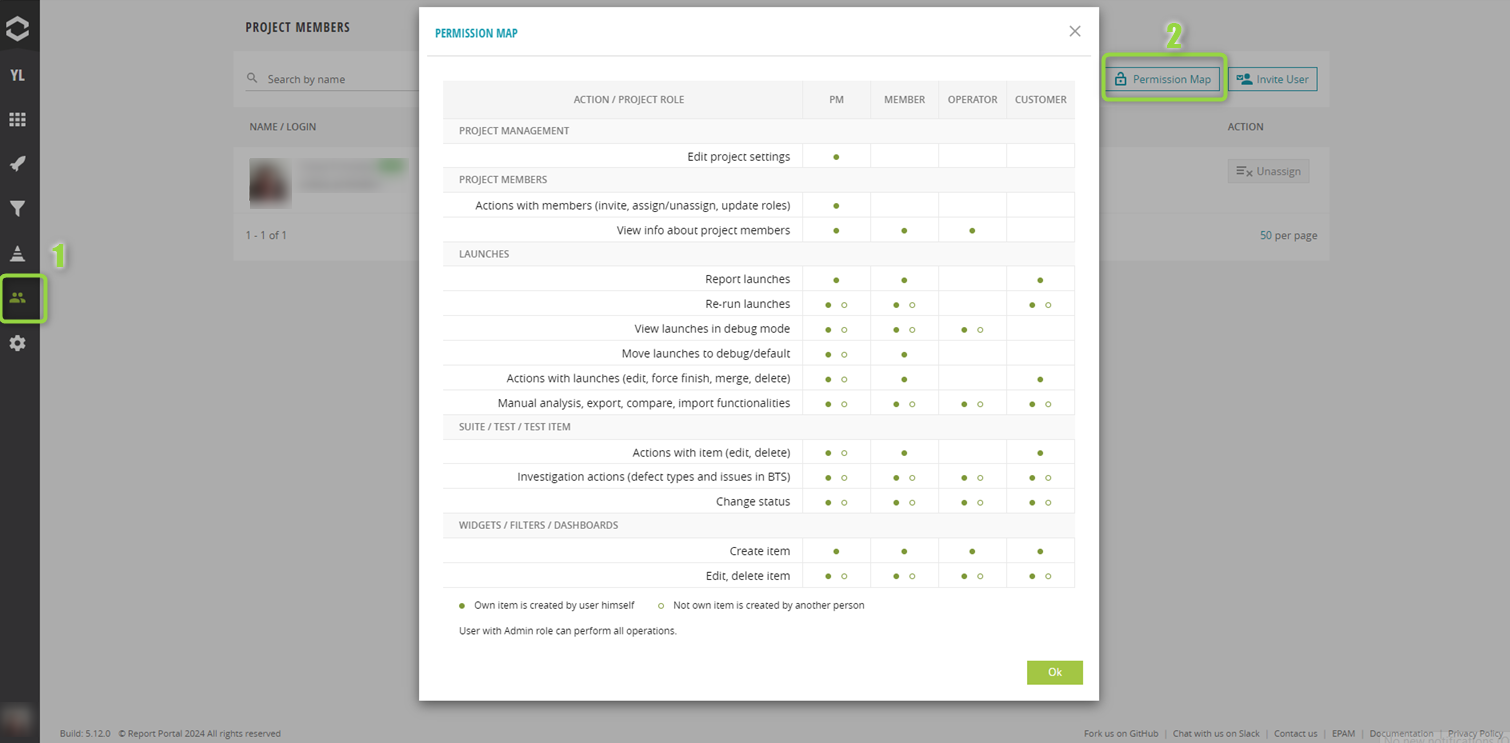 PROJECT MEMBERS
YL
Search by name
2
Permission Map
Invite User
NAME / LOGIN
ACTION
Unassign
1 - 1 of 1
50 per page
1
PERMISSION MAP
ACTION / PROJECT ROLE PM MEMBER OPERATOR CUSTOMER
PROJECT MANAGEMENT
Edit project settings
PROJECT MEMBERS
Actions with members (invite, assign/unassign, update roles)
View info about project members
LAUNCHES
Report launches
Re-run launches
View launches in debug mode
Move launches to debug/default
Actions with launches (edit, force finish, merge, delete)
Manual analysis, export, compare, import functionalities
SUITE / TEST / TEST ITEM
Actions with item (edit, delete)
Investigation actions (defect types and issues in BTS)
Change status
WIDGETS / FILTERS / DASHBOARDS
Create item
Edit, delete item
Own item is created by user himself Not own item is created by another person
User with Admin role can perform all operations.
Ok
Build: 5.12.0 © Report Portal 2024 All rights reserved
Fork us on GitHub | Chat with us on Slack | Contact us | EPAM | Documentation | Privacy Policy
No new notifications